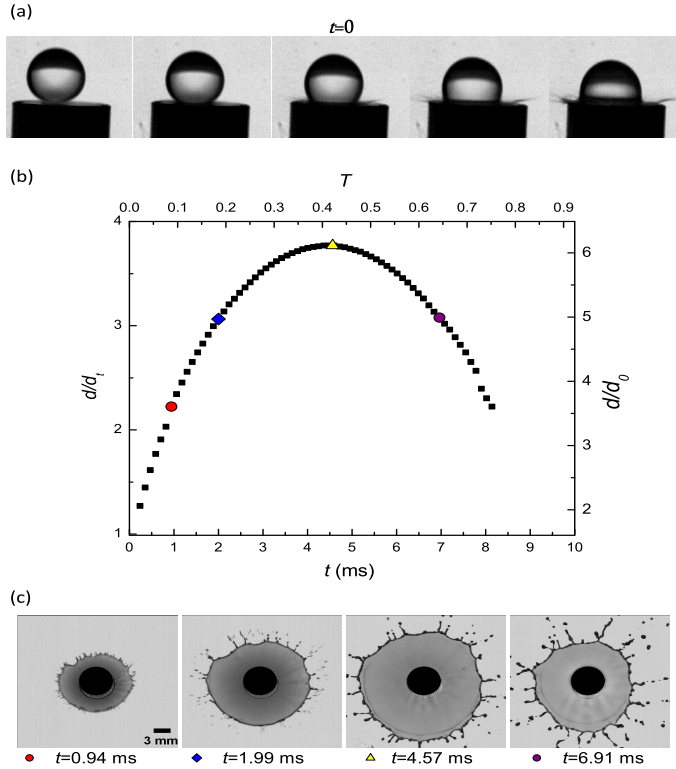 (a)
t=0
(b)
T
0.0 0.1 0.2 0.3 0.4 0.5 0.6 0.7 0.8 0.9
4
3
2
1
d/dt
6
5
4
3
2
d/d0
0 1 2 3 4 5 6 7 8 9 10
t (ms)
(c)
3 mm
t=0.94 ms t=1.99 ms t=4.57 ms t=6.91 ms